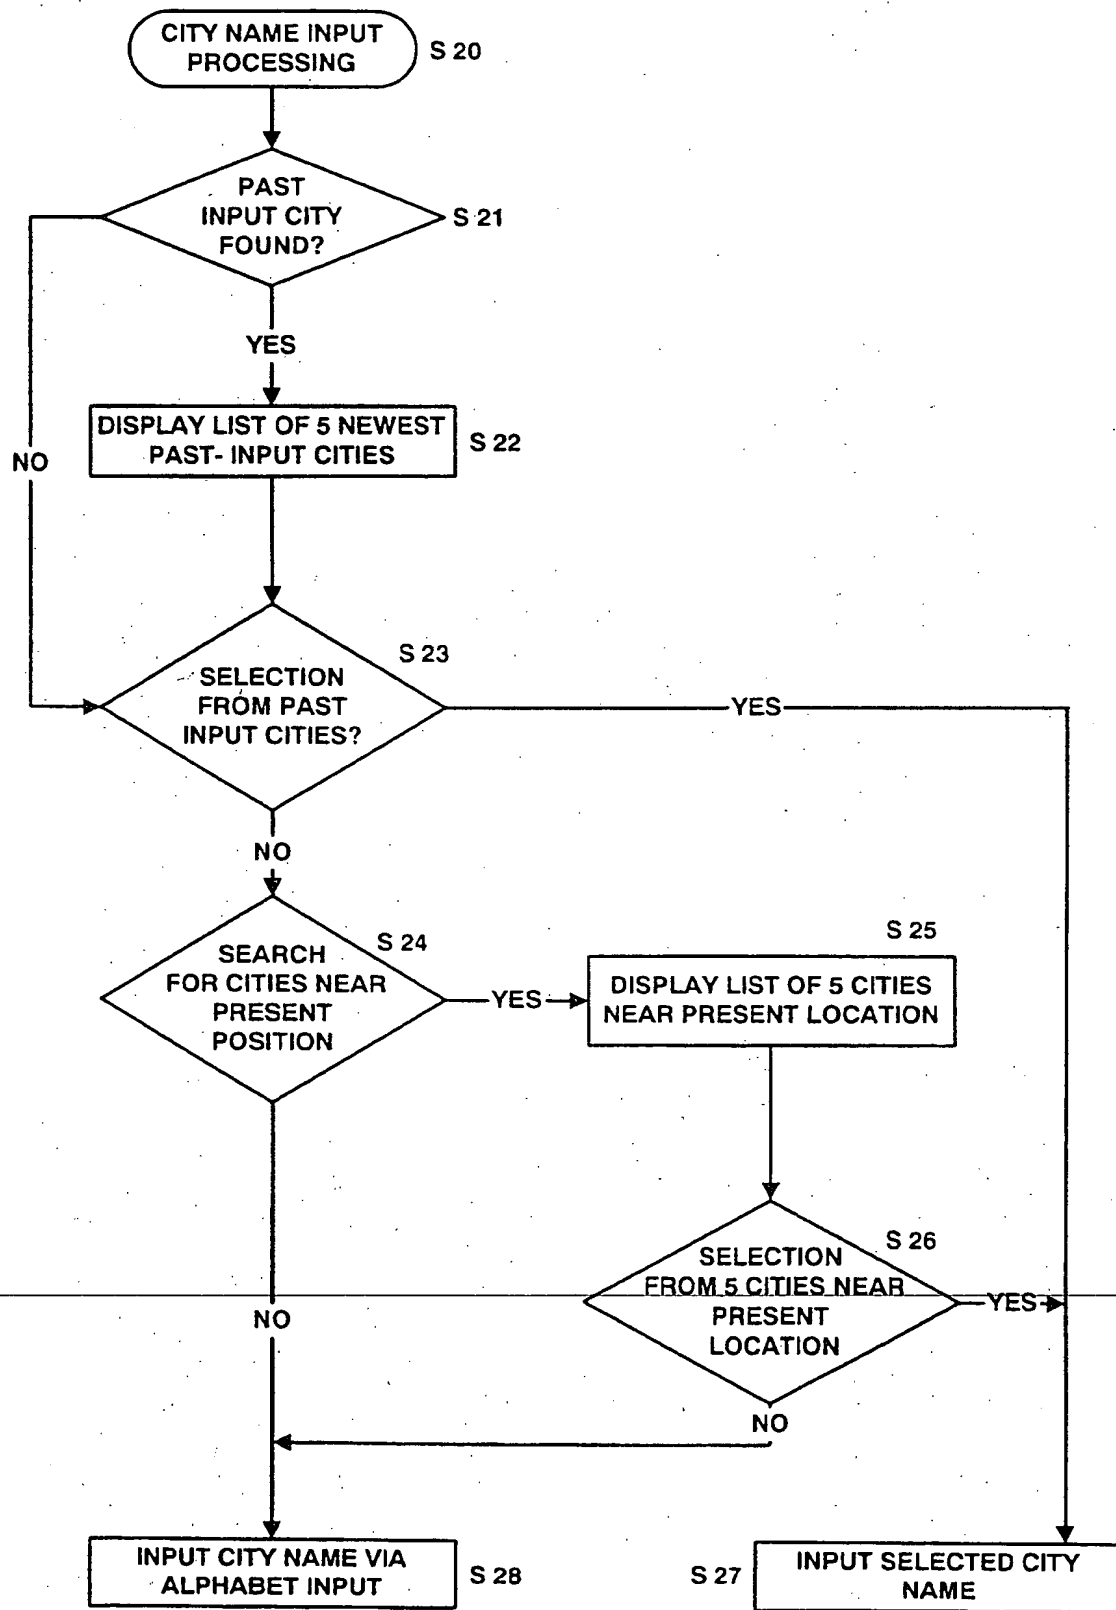 CITY NAME INPUT
PROCESSING
S 20
PAST
INPUT CITY
FOUND?
S 21
YES
NO
DISPLAY LIST OF 5 NEWEST
PAST- INPUT CITIES
S 22
S 23
SELECTION
FROM PAST
INPUT CITIES?
YES
NO
S 24
SEARCH
FOR CITIES NEAR
PRESENT
POSITION
YES
S 25
DISPLAY LIST OF 5 CITIES
NEAR PRESENT LOCATION
S 26
SELECTION
FROM 5 CITIES NEAR
PRESENT
LOCATION
YES
NO
NO
INPUT CITY NAME VIA
ALPHABET INPUT
S 28
S 27
INPUT SELECTED CITY
NAME